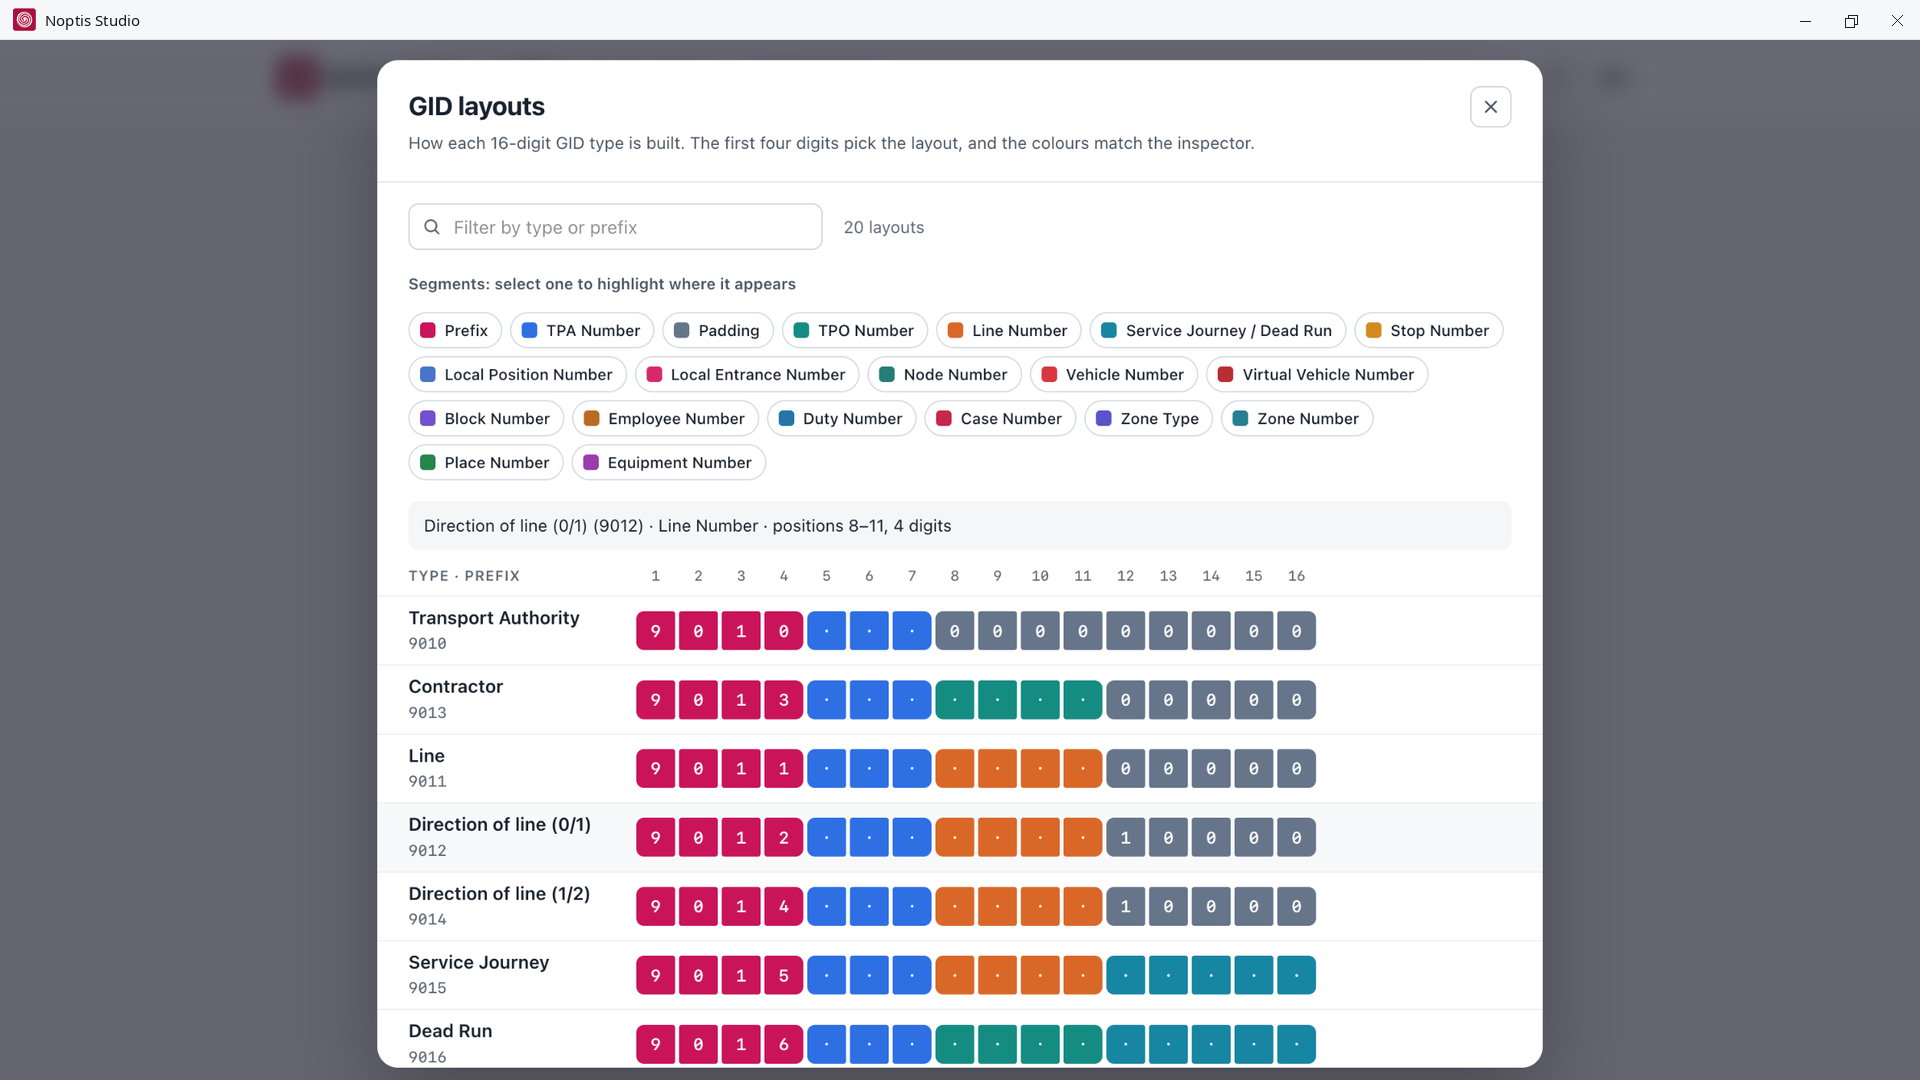 Noptis Studio
GID layouts
How each 16-digit GID type is built. The first four digits pick the layout, and the colours match the inspector.
Filter by type or prefix
20 layouts
Segments: select one to highlight where it appears
Prefix TPA Number Padding TPO Number Line Number Service Journey / Dead Run Stop Number
Local Position Number Local Entrance Number Node Number Vehicle Number Virtual Vehicle Number
Block Number Employee Number Duty Number Case Number Zone Type Zone Number
Place Number Equipment Number
Direction of line (0/1) (9012) · Line Number · positions 8–11, 4 digits
TYPE · PREFIX 1 2 3 4 5 6 7 8 9 10 11 12 13 14 15 16
Transport Authority
9010
9 0 1 0 · · · 0 0 0 0 0 0 0 0 0
Contractor
9013
9 0 1 3 · · · · · · · 0 0 0 0 0
Line
9011
9 0 1 1 · · · · · · · 0 0 0 0 0
Direction of line (0/1)
9012
9 0 1 2 · · · · · · · 1 0 0 0 0
Direction of line (1/2)
9014
9 0 1 4 · · · · · · · 1 0 0 0 0
Service Journey
9015
9 0 1 5 · · · · · · · · · · · ·
Dead Run
9016
9 0 1 6 · · · · · · · · · · · ·